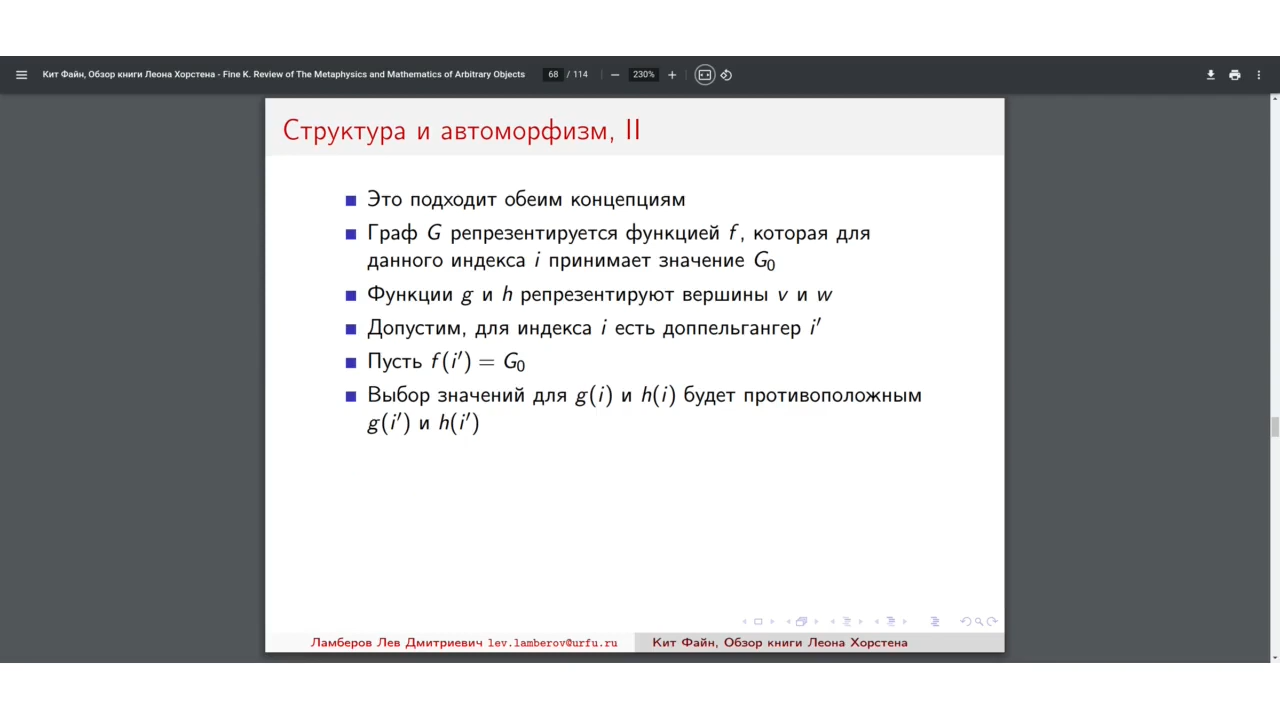 Кит Файн, Обзор книги Леона Хорстена - Fine K. Review of The Metaphysics and Mathematics of Arbitrary Objects 68 / 114 — 230% +
Структура и автоморфизм, II
Это подходит обеим концепциям
Граф G репрезентируется функцией f, которая для
данного индекса i принимает значение G₀
Функции g и h репрезентируют вершины v и w
Допустим, для индекса i есть доппельгангер i′
Пусть f(i′) = G₀
Выбор значений для g(i) и h(i) будет противоположным
g(i′) и h(i′)
Ламберов Лев Дмитриевич lev.lamberov@urfu.ru Кит Файн, Обзор книги Леона Хорстена